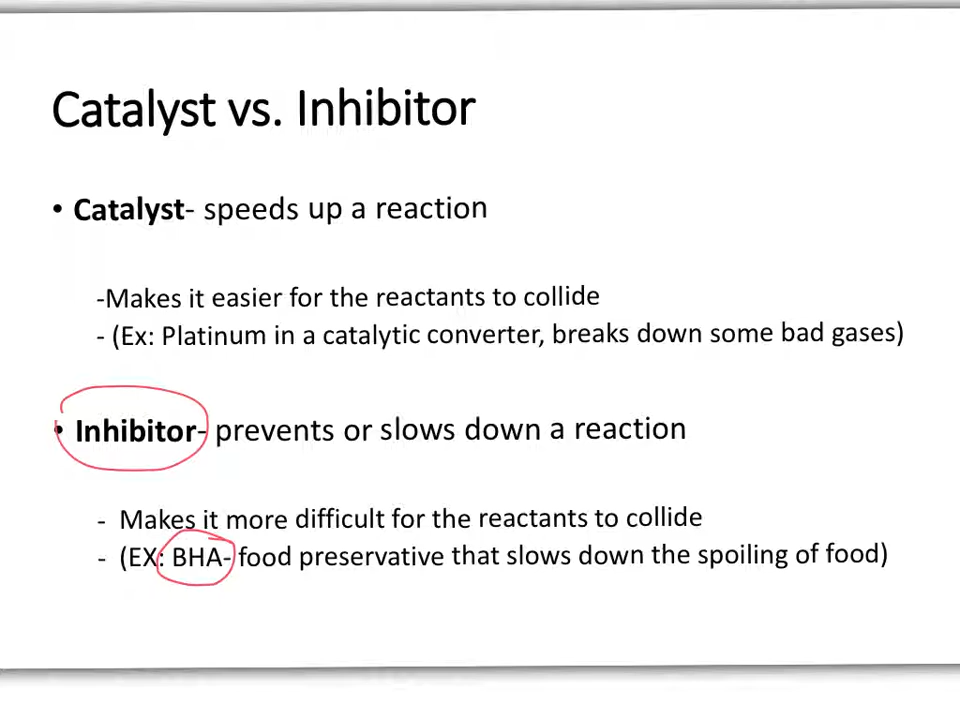 Catalyst vs. Inhibitor
• Catalyst- speeds up a reaction
-Makes it easier for the reactants to collide
- (Ex: Platinum in a catalytic converter, breaks down some bad gases)
• Inhibitor- prevents or slows down a reaction
- Makes it more difficult for the reactants to collide
- (EX: BHA- food preservative that slows down the spoiling of food)